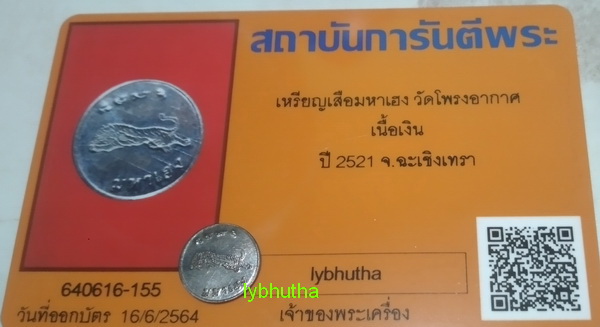 สถาบันการันตีพระ
เหรียญเสือมหาเฮง วัดโพรงอากาศ
เนื้อเงิน
ปี 2521 จ.ฉะเชิงเทรา
มหาเฮง
lybhutha
lybhutha
640616-155
วันที่ออกบัตร 16/6/2564
เจ้าของพระเครื่อง